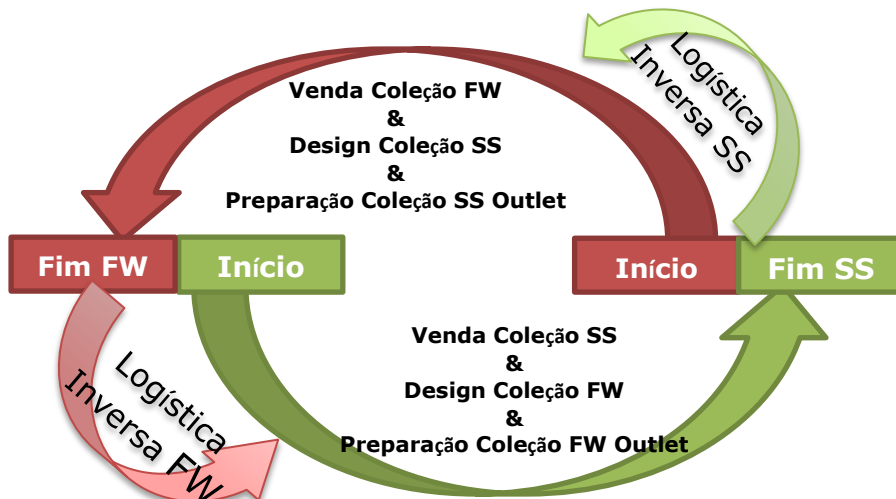 Logística
Inversa SS
Venda Coleção FW
&
Design Coleção SS
&
Preparação Coleção SS Outlet
Fim FW
Início
Início
Fim SS
Venda Coleção SS
&
Design Coleção FW
&
Preparação Coleção FW Outlet
Logística
Inversa FW